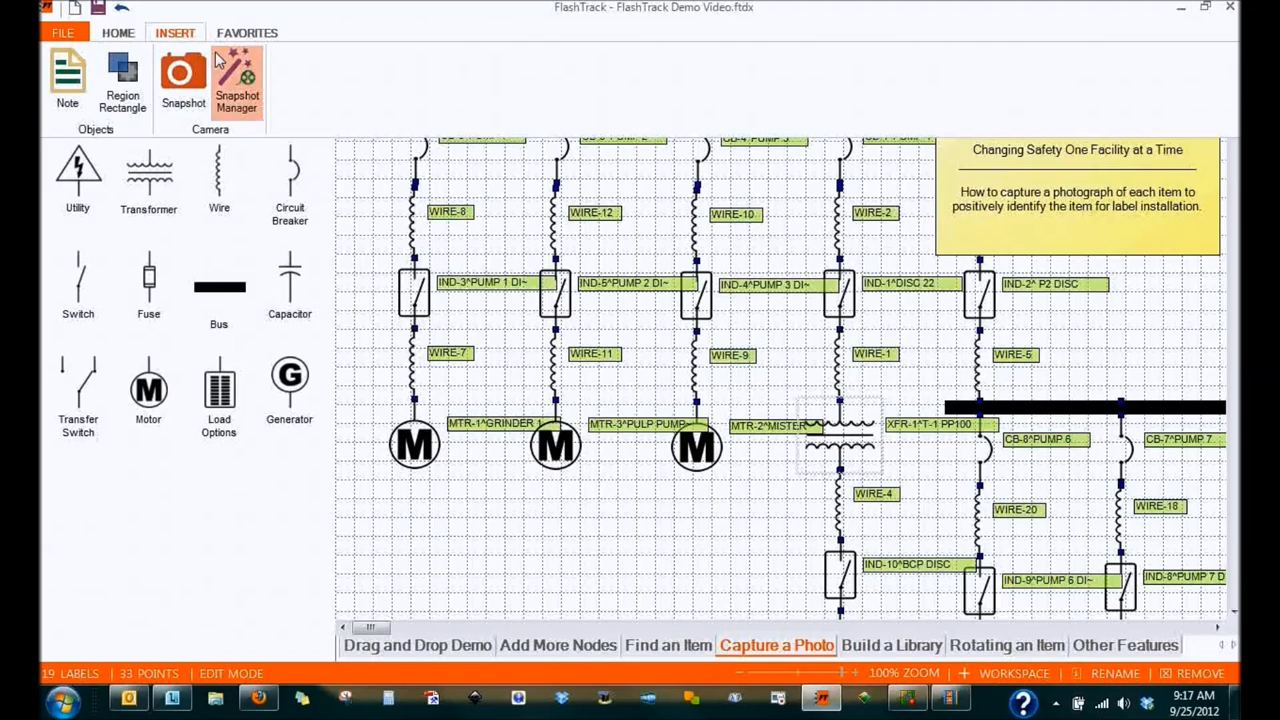 FlashTrack - FlashTrack Demo Video.ftdx
FILE HOME INSERT FAVORITES
Note
Region Rectangle
Snapshot
Snapshot Manager
Objects
Camera
Utility
Transformer
Wire
Circuit Breaker
Switch
Fuse
Bus
Capacitor
Transfer Switch
M
Motor
Load Options
G
Generator
Changing Safety One Facility at a Time
How to capture a photograph of each item to
positively identify the item for label installation.
WIRE-8
WIRE-12
WIRE-10
WIRE-2
IND-3^PUMP 1 DI~
IND-5^PUMP 2 DI~
IND-4^PUMP 3 DI~
IND-1^DISC 22
IND-2^ P2 DISC
WIRE-7
WIRE-11
WIRE-9
WIRE-1
WIRE-5
MTR-1^GRINDER 1
MTR-3^PULP PUMP
MTR-2^MISTER
XFR-1^T-1 PP100
M
M
M
CB-8^PUMP 6
CB-7^PUMP 7
WIRE-4
WIRE-20
WIRE-18
IND-10^BCP DISC
IND-9^PUMP 6 DI~
IND-8^PUMP 7 D
Drag and Drop Demo Add More Nodes Find an Item Capture a Photo Build a Library Rotating an Item Other Features
19 LABELS 33 POINTS EDIT MODE 100% ZOOM + WORKSPACE RENAME REMOVE
9:17 AM
9/25/2012